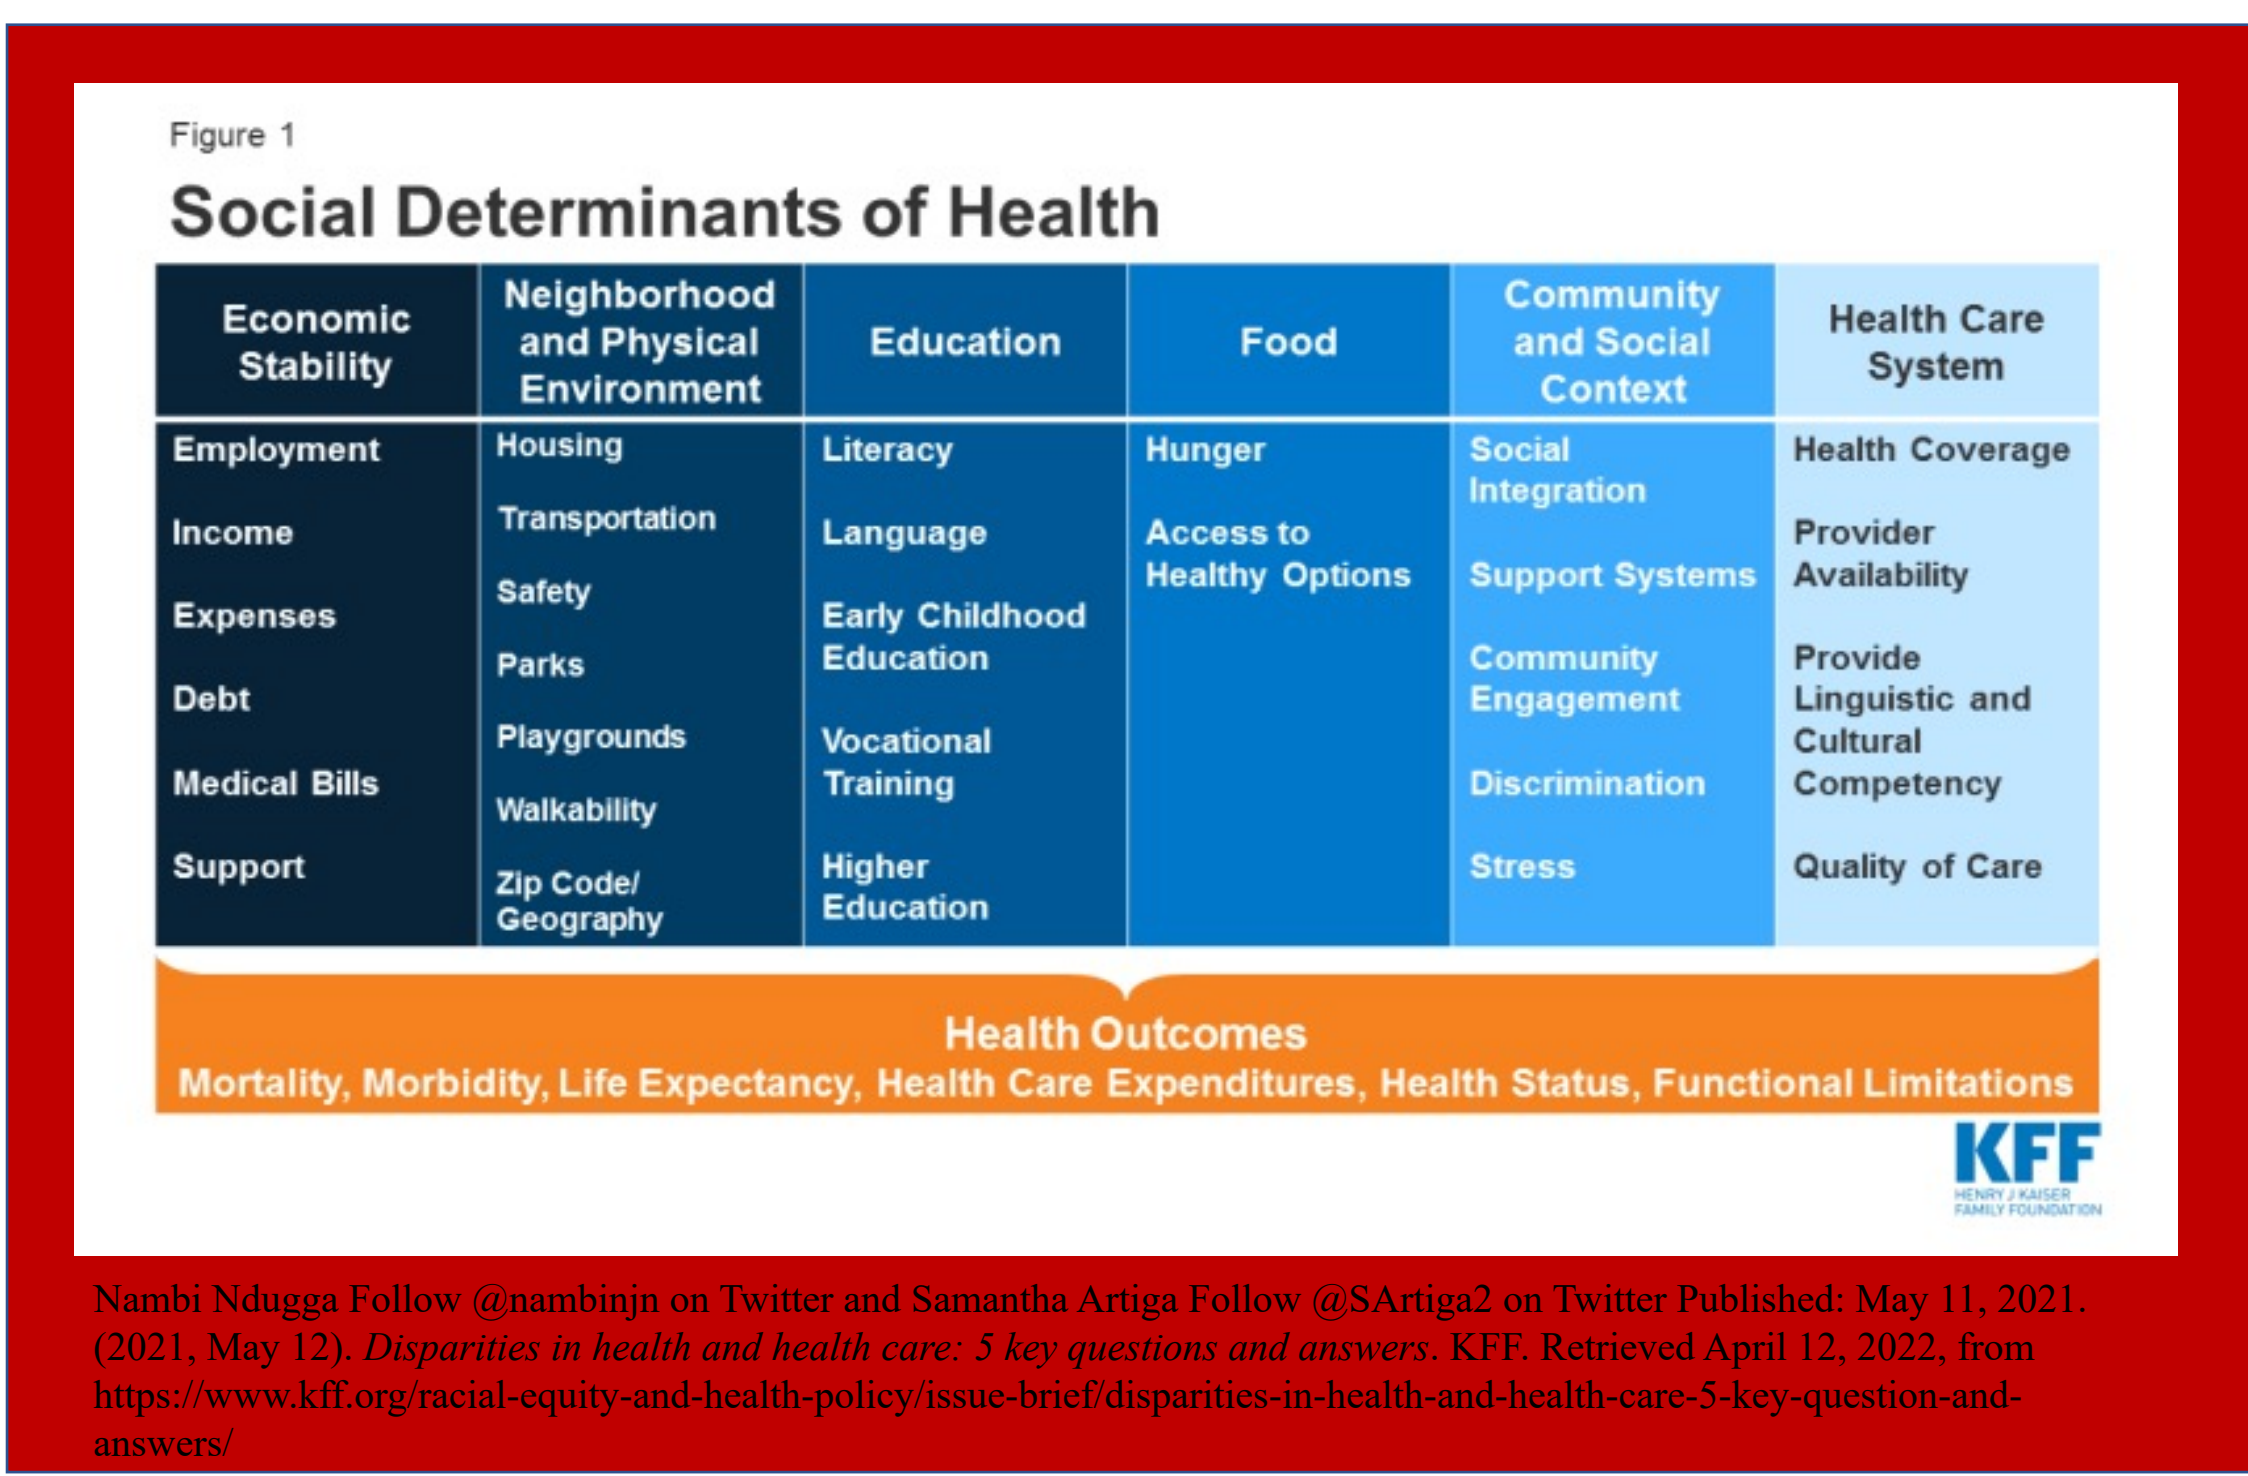 Figure 1
Social Determinants of Health
Economic
Stability
Neighborhood
and Physical
Environment
Education
Food
Community
and Social
Context
Health Care
System
Employment
Income
Expenses
Debt
Medical Bills
Support
Housing
Transportation
Safety
Parks
Playgrounds
Walkability
Zip Code/
Geography
Literacy
Language
Early Childhood
Education
Vocational
Training
Higher
Education
Hunger
Access to
Healthy Options
Social
Integration
Support Systems
Community
Engagement
Discrimination
Stress
Health Coverage
Provider
Availability
Provide
Linguistic and
Cultural
Competency
Quality of Care
Health Outcomes
Mortality, Morbidity, Life Expectancy, Health Care Expenditures, Health Status, Functional Limitations
KFF
HENRY J KAISER
FAMILY FOUNDATION
Nambi Ndugga Follow @nambinjn on Twitter and Samantha Artiga Follow @SArtiga2 on Twitter Published: May 11, 2021.
(2021, May 12). Disparities in health and health care: 5 key questions and answers. KFF. Retrieved April 12, 2022, from
https://www.kff.org/racial-equity-and-health-policy/issue-brief/disparities-in-health-and-health-care-5-key-question-and-
answers/